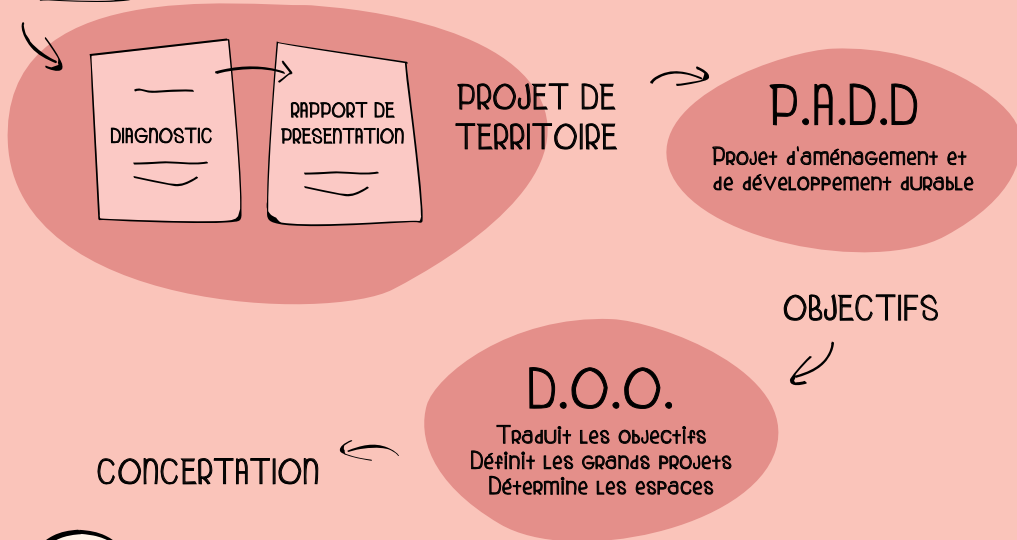 DIAGNOSTIC
RAPPORT DE
PRESENTATION
PROJET DE
TERRITOIRE
P.A.D.D
Projet d'aménagement et
de développement durable
OBJECTIFS
D.O.O.
Traduit les objectifs
Définit les grands projets
Détermine les espaces
CONCERTATION